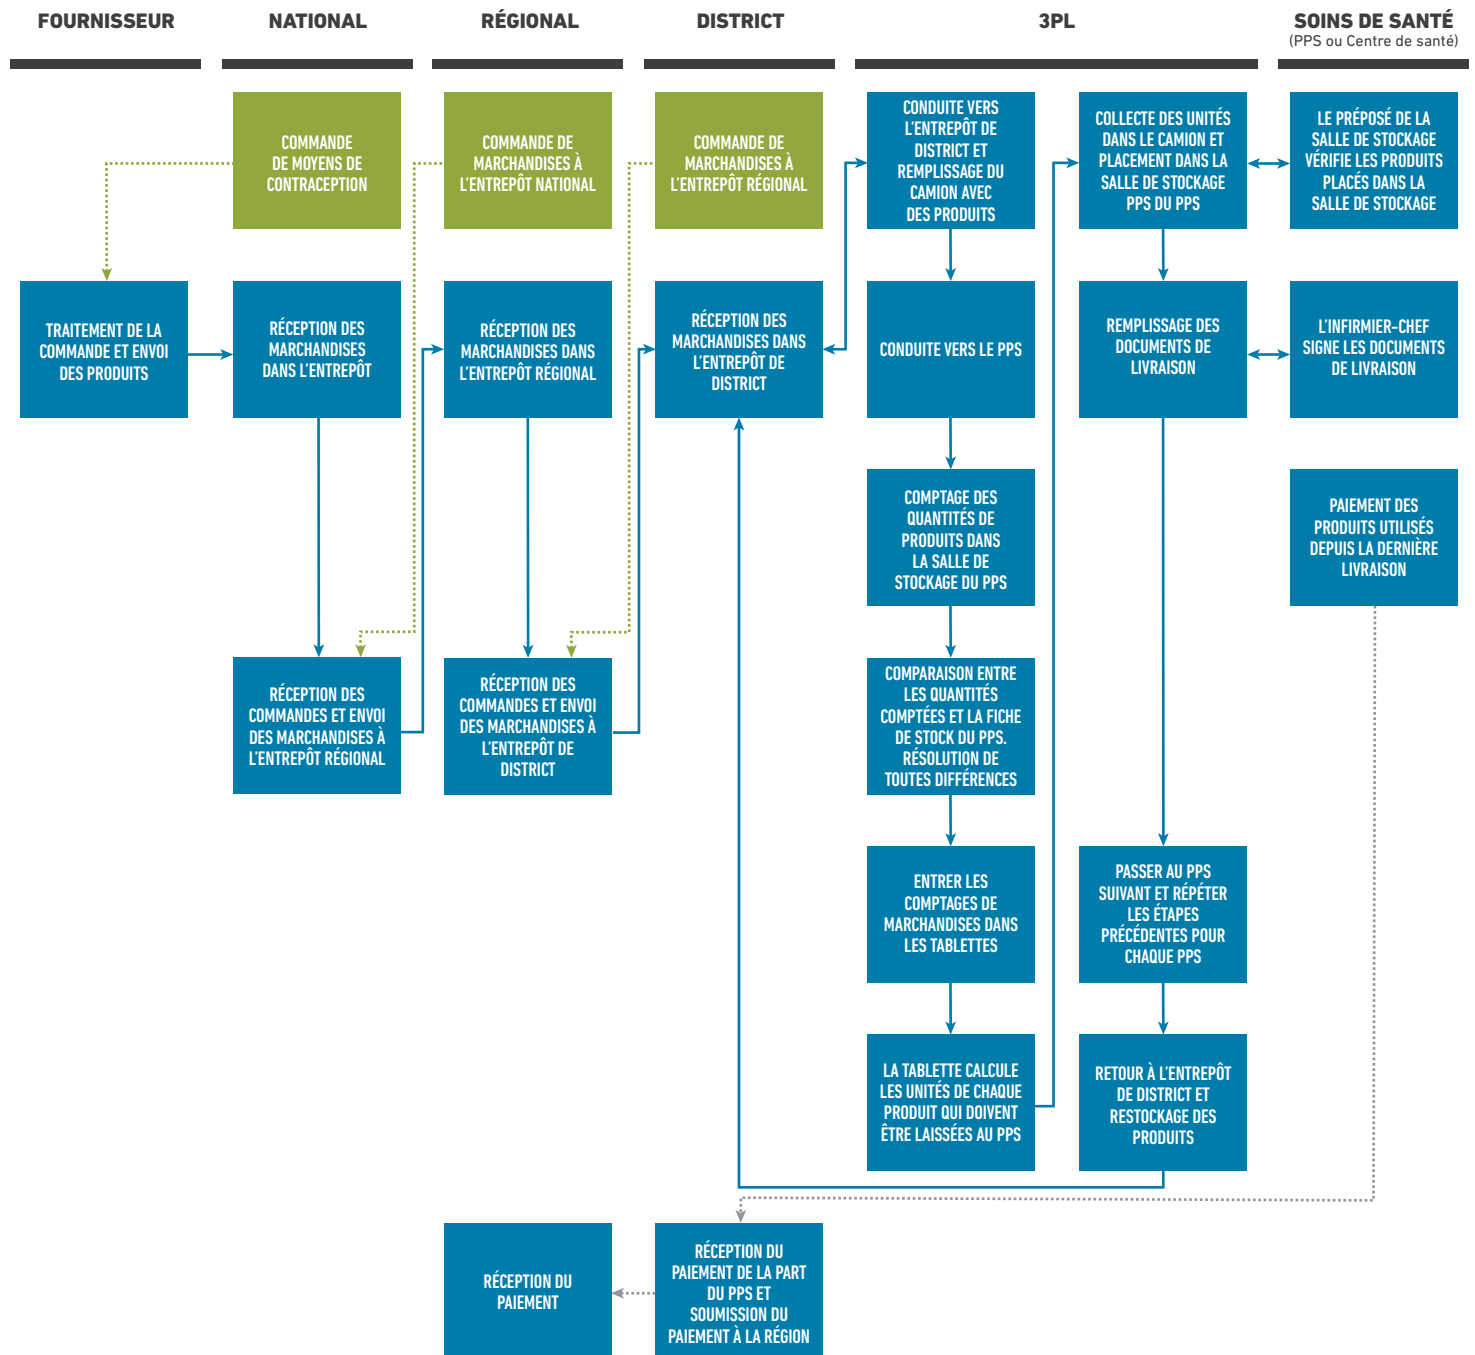 FOURNISSEUR
NATIONAL
RÉGIONAL
DISTRICT
3PL
SOINS DE SANTÉ
(PPS ou Centre de santé)
COMMANDE
DE MOYENS DE
CONTRACEPTION
COMMANDE DE
MARCHANDISES À
L'ENTREPÔT NATIONAL
COMMANDE DE
MARCHANDISES À
L'ENTREPÔT RÉGIONAL
CONDUITE VERS
L'ENTREPÔT DE
DISTRICT ET
REMPLISSAGE DU
CAMION AVEC
DES PRODUITS
COLLECTE DES UNITÉS
DANS LE CAMION ET
PLACEMENT DANS LA
SALLE DE STOCKAGE
PPS DU PPS
LE PRÉPOSÉ DE LA
SALLE DE STOCKAGE
VÉRIFIE LES PRODUITS
PLACÉS DANS LA
SALLE DE STOCKAGE
TRAITEMENT DE LA
COMMANDE ET ENVOI
DES PRODUITS
RÉCEPTION DES
MARCHANDISES
DANS L'ENTREPÔT
RÉCEPTION DES
MARCHANDISES DANS
L'ENTREPÔT RÉGIONAL
RÉCEPTION DES
MARCHANDISES DANS
L'ENTREPÔT DE
DISTRICT
CONDUITE VERS LE PPS
REMPLISSAGE DES
DOCUMENTS DE
LIVRAISON
L'INFIRMIER-CHEF
SIGNE LES DOCUMENTS
DE LIVRAISON
COMPTAGE DES
QUANTITÉS DE
PRODUITS DANS
LA SALLE DE
STOCKAGE DU PPS
PAIEMENT DES
PRODUITS UTILISÉS
DEPUIS LA DERNIÈRE
LIVRAISON
RÉCEPTION DES
COMMANDES ET ENVOI
DES MARCHANDISES À
L'ENTREPÔT RÉGIONAL
RÉCEPTION DES
COMMANDES ET ENVOI
DES MARCHANDISES À
L'ENTREPÔT DE
DISTRICT
COMPARAISON ENTRE
LES QUANTITÉS
COMPTÉES ET LA FICHE
DE STOCK DU PPS.
RÉSOLUTION DE
TOUTES DIFFÉRENCES
ENTRER LES
COMPTAGES DE
MARCHANDISES DANS
LES TABLETTES
PASSER AU PPS
SUIVANT ET RÉPÉTER
LES ÉTAPES
PRÉCÉDENTES POUR
CHAQUE PPS
LA TABLETTE CALCULE
LES UNITÉS DE CHAQUE
PRODUIT QUI DOIVENT
ÊTRE LAISSÉES AU PPS
RETOUR À L'ENTREPÔT
DE DISTRICT ET
RESTOCKAGE DES
PRODUITS
RÉCEPTION DU
PAIEMENT
RÉCEPTION DU
PAIEMENT DE LA PART
DU PPS ET
SOUMISSION DU
PAIEMENT À LA RÉGION